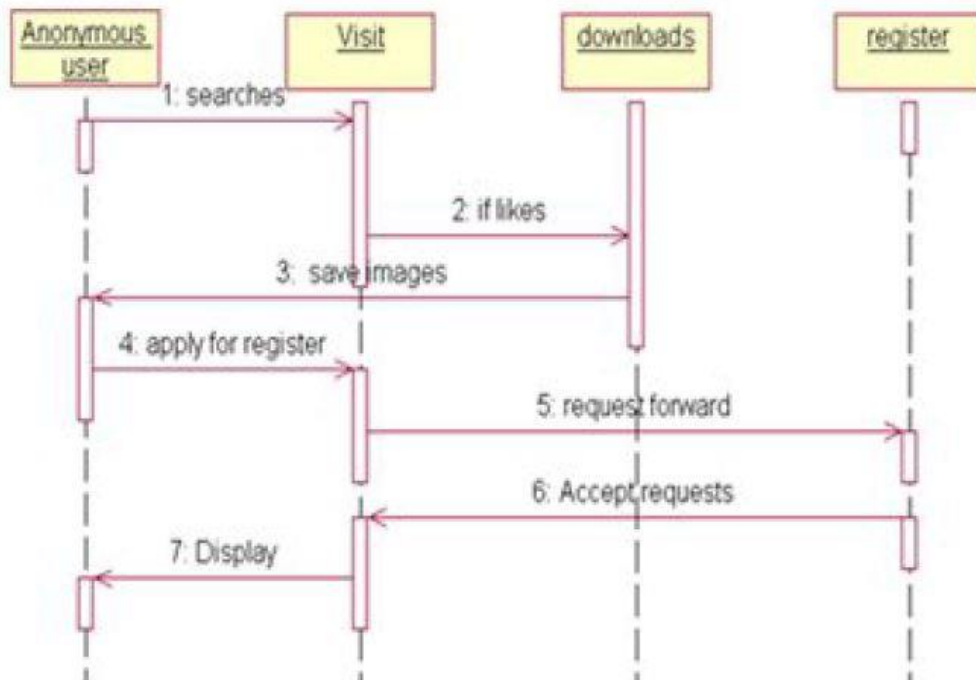 Anonymous
user
Visit
downloads
register
1: searches
2: if likes
3: save images
4: apply for register
5: request forward
6: Accept requests
7: Display